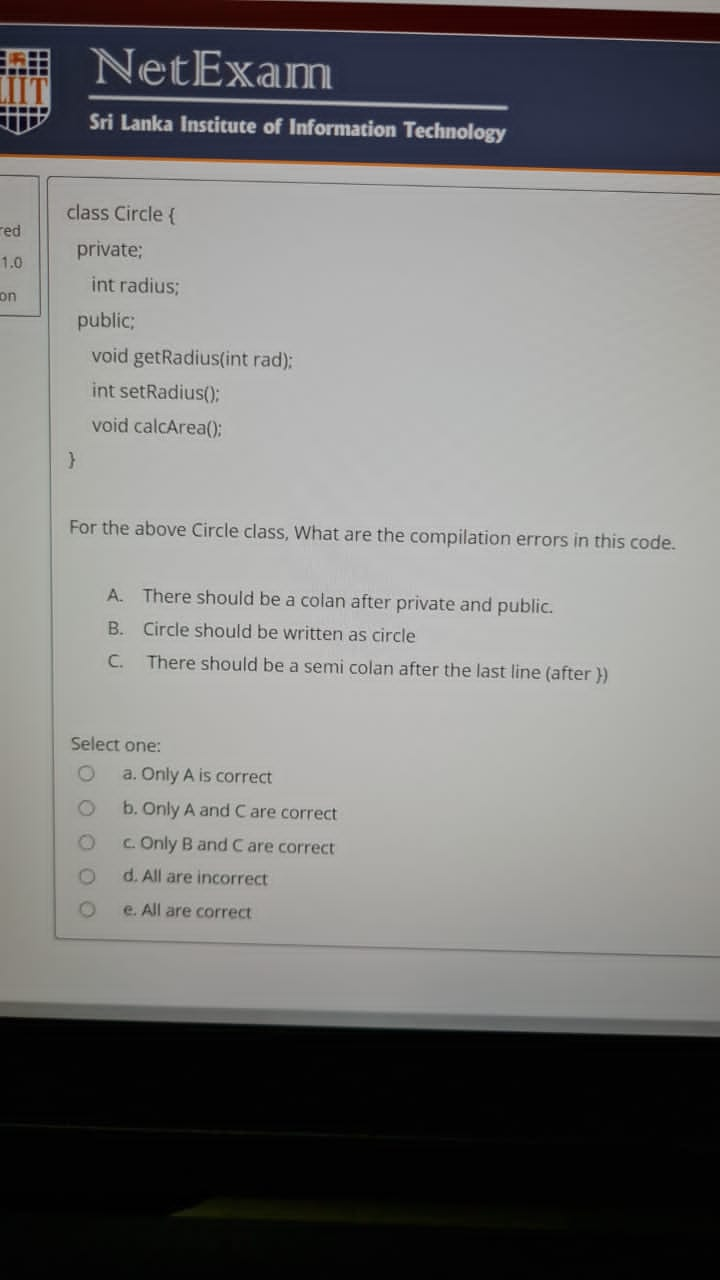 LIIT
NetExam
Sri Lanka Institute of Information Technology
red
1.0
on
class Circle {
private;
int radius;
public;
void getRadius(int rad);
int setRadius();
void calcArea();
}
For the above Circle class, What are the compilation errors in this code.
A. There should be a colan after private and public.
B. Circle should be written as circle
C. There should be a semi colan after the last line (after })
Select one:
a. Only A is correct
b. Only A and C are correct
c. Only B and C are correct
d. All are incorrect
e. All are correct